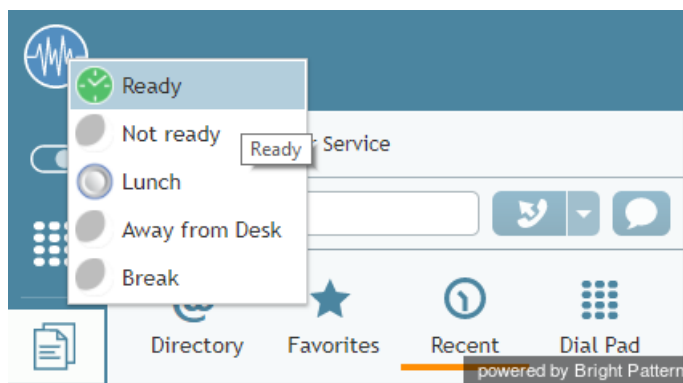 Ready
Not ready
Ready
Service
Lunch
Away from Desk
Break
Directory Favorites Recent Dial Pad
powered by Bright Pattern